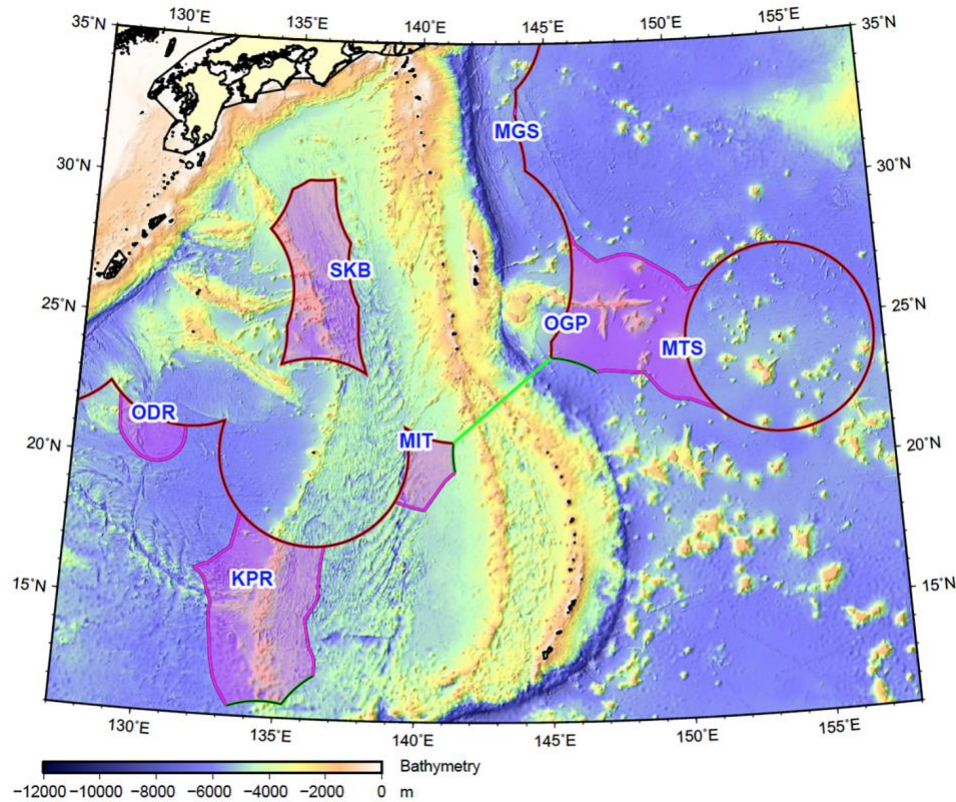 130˚E 135˚E 140˚E 145˚E 150˚E 155˚E
35˚N 35˚N
MGS
30˚N 30˚N
SKB
25˚N 25˚N
OGP
MTS
ODR
MIT
20˚N 20˚N
KPR
15˚N 15˚N
130˚E 135˚E 140˚E 145˚E 150˚E 155˚E
Bathymetry
−12000 −10000 −8000 −6000 −4000 −2000 0 m